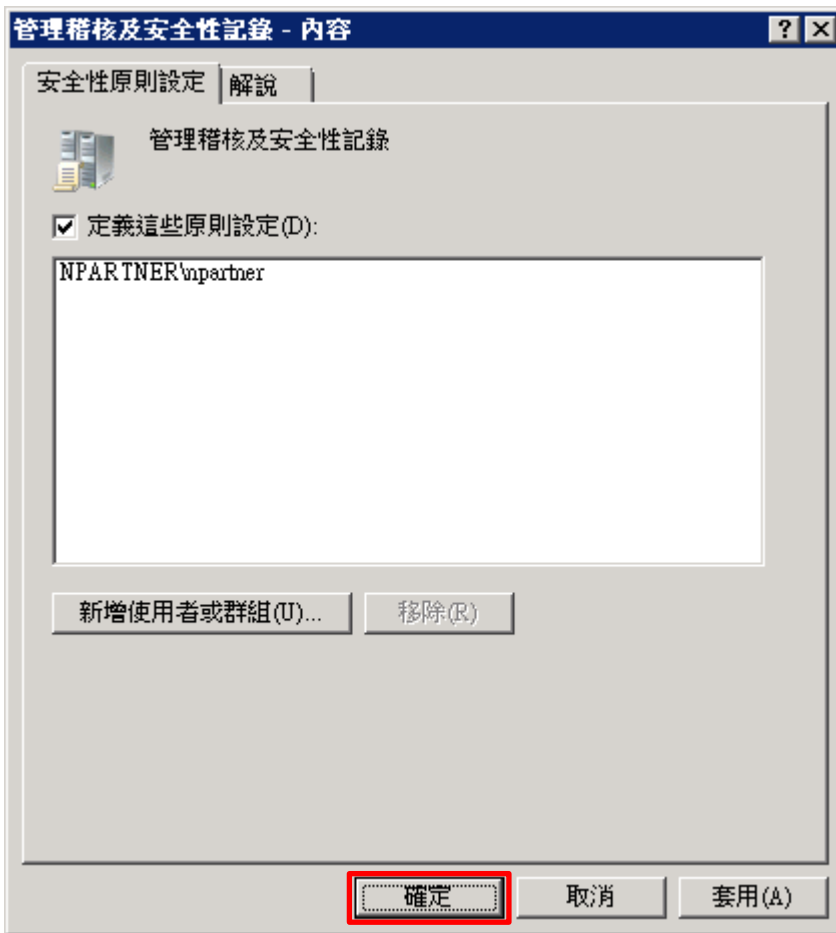 管理稽核及安全性記錄 - 內容
安全性原則設定 解說
管理稽核及安全性記錄
定義這些原則設定(D):
NPARTNER\npartner
新增使用者或群組(U)... 移除(R)
確定 取消 套用(A)